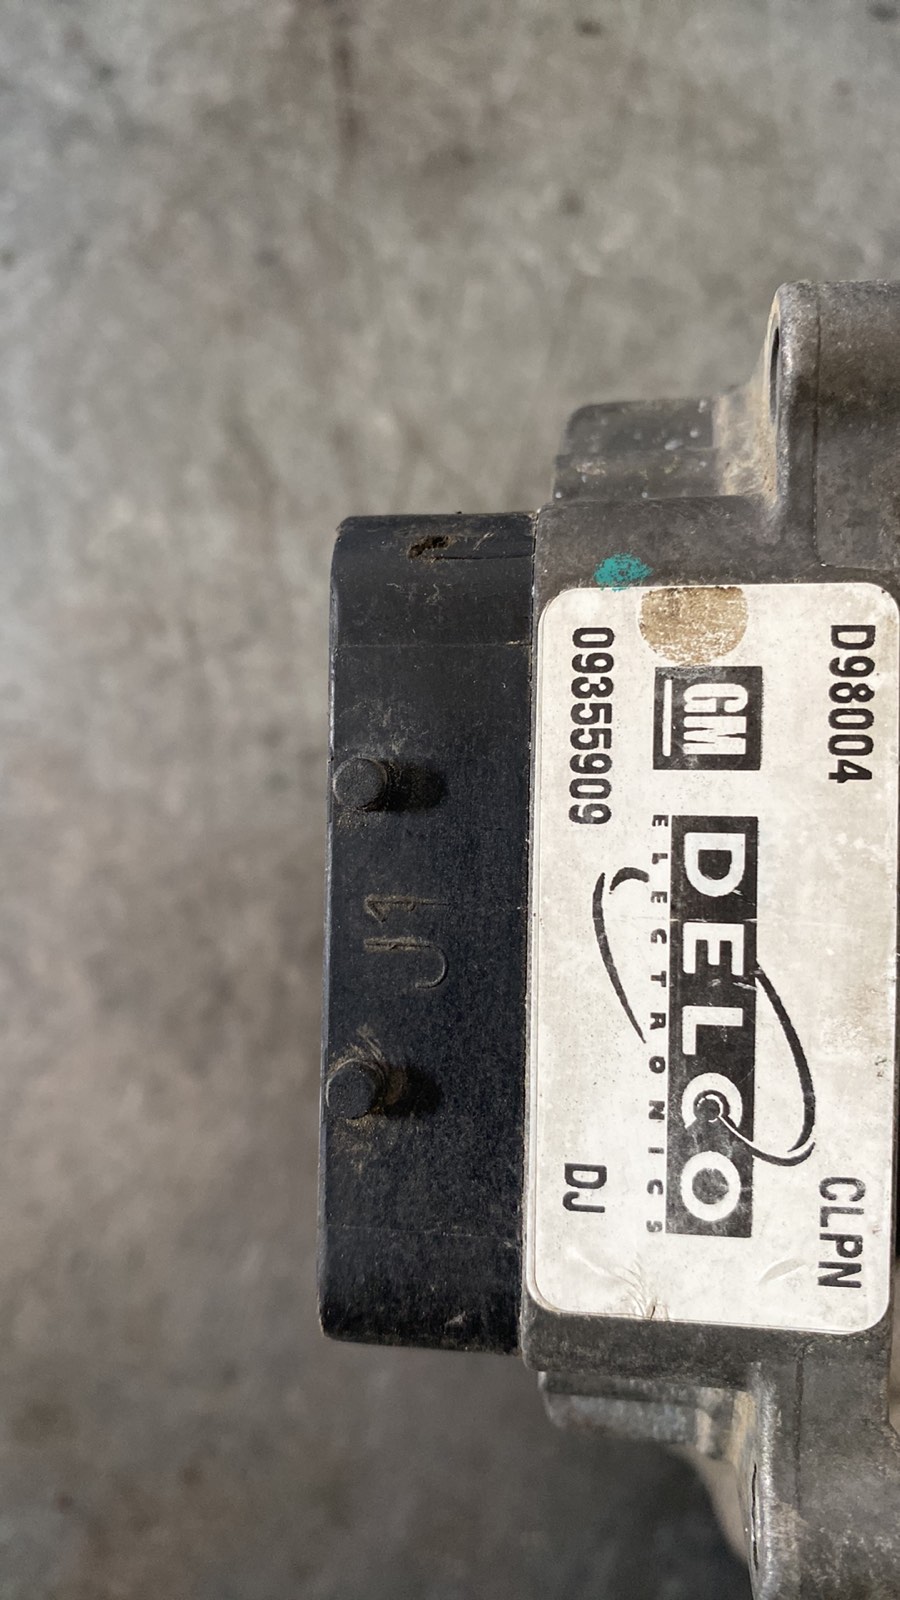 D98004 CLPN
GM DELCO
ELECTRONICS
09355909 DJ
J1